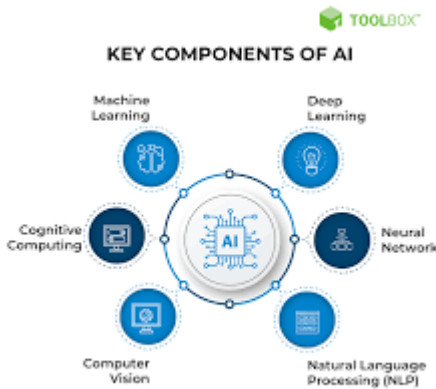 TOOLBOX
KEY COMPONENTS OF AI
Machine
Learning
Deep
Learning
Cognitive
Computing
AI
Neural
Network
Computer
Vision
Natural Language
Processing (NLP)